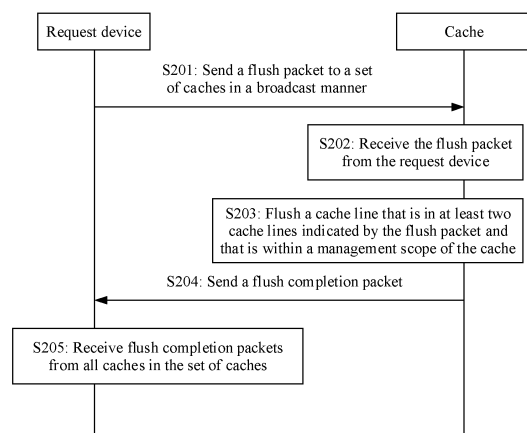 Request device
Cache
S201: Send a flush packet to a set
of caches in a broadcast manner
S202: Receive the flush packet
from the request device
S203: Flush a cache line that is in at least two
cache lines indicated by the flush packet and
that is within a management scope of the cache
S204: Send a flush completion packet
S205: Receive flush completion packets
from all caches in the set of caches